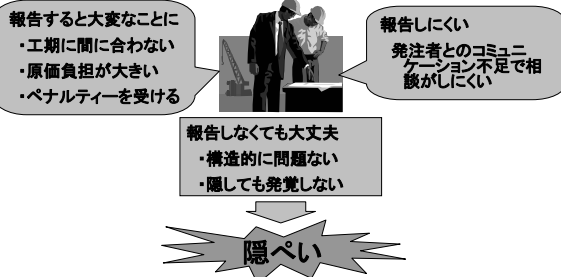 報告すると大変なことに
・工期に間に合わない
・原価負担が大きい
・ペナルティーを受ける
報告しにくい
発注者とのコミュニ
ケーション不足で相
談がしにくい
報告しなくても大丈夫
・構造的に問題ない
・隠しても発覚しない
隠ぺい